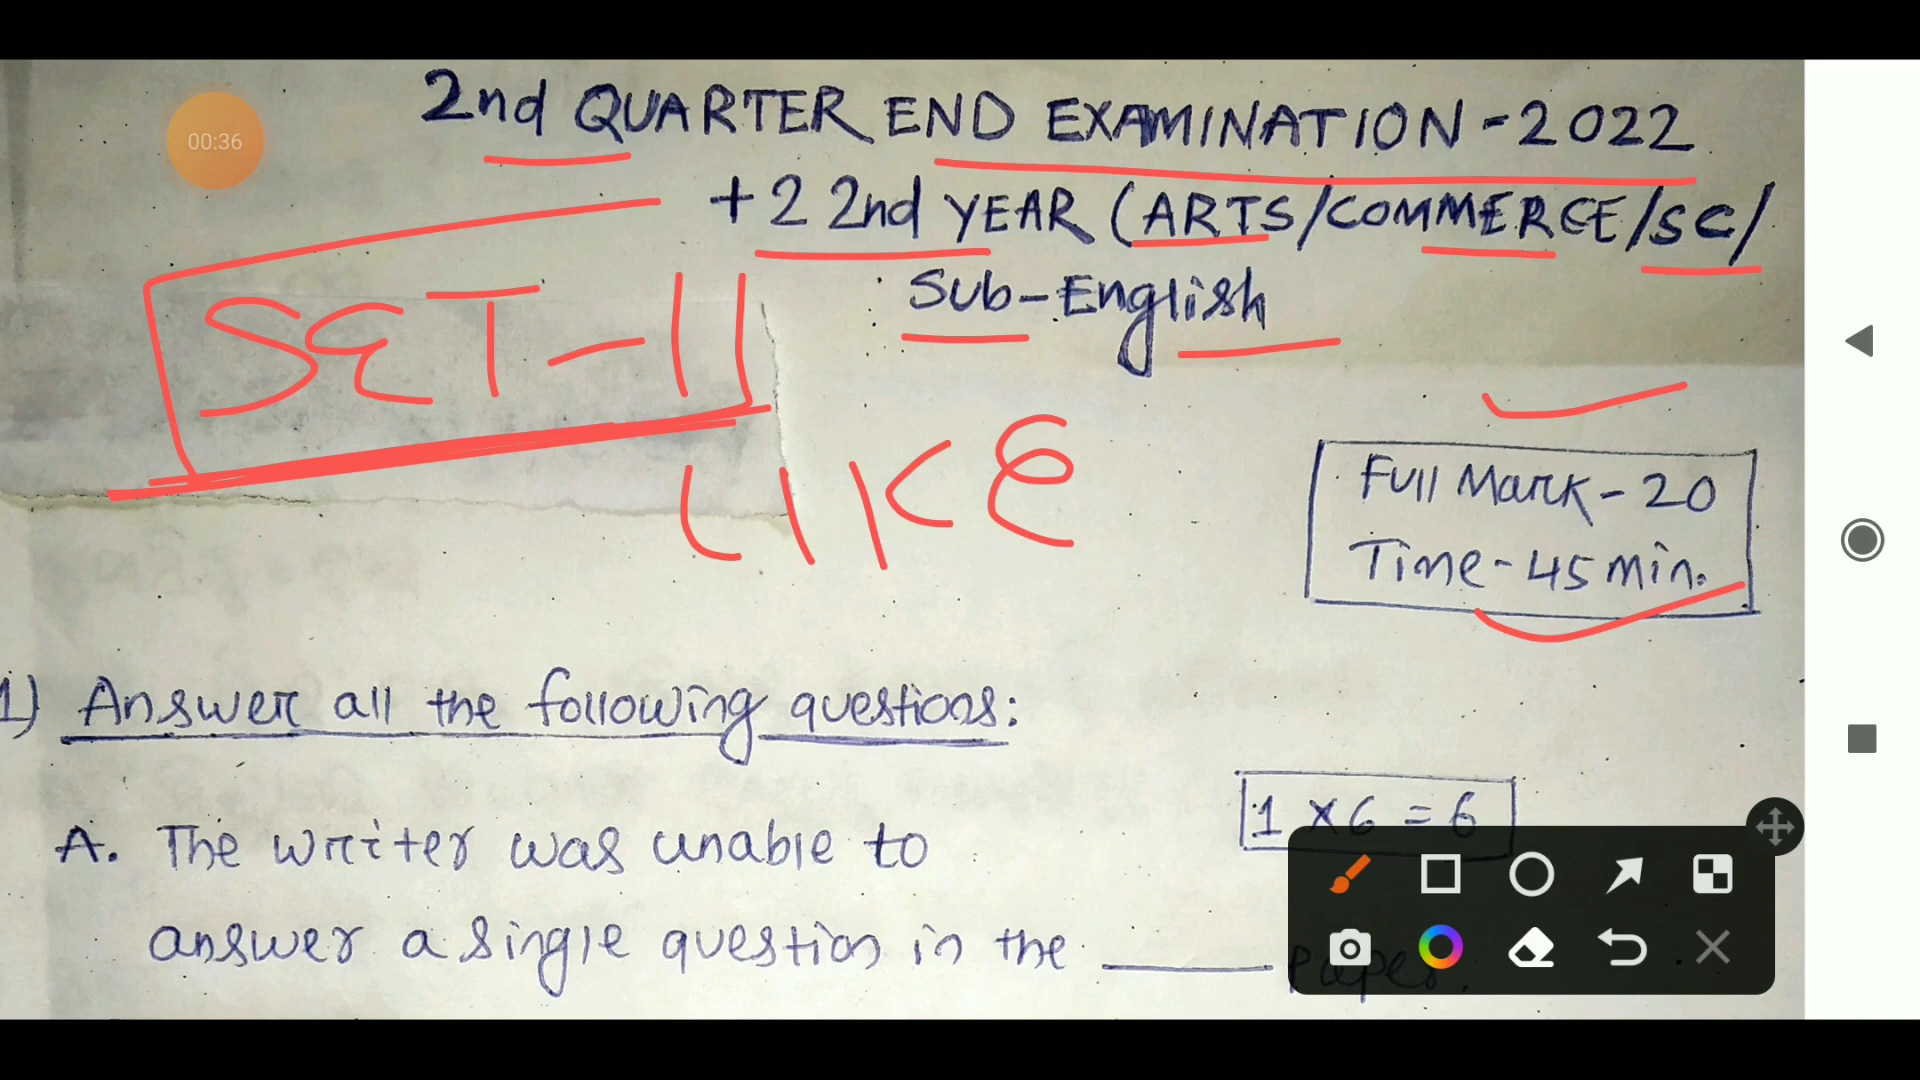 00:36
2nd QUARTER END EXAMINATION-2022
+2 2nd YEAR (ARTS/COMMERCE/SC/
Sub-English
SET-II
LIKE
Full Mark-20
Time-45 min.
1) Answer all the following questions:
1 x 6 = 6
A. The writer was unable to
answer a single question in the ______ paper.